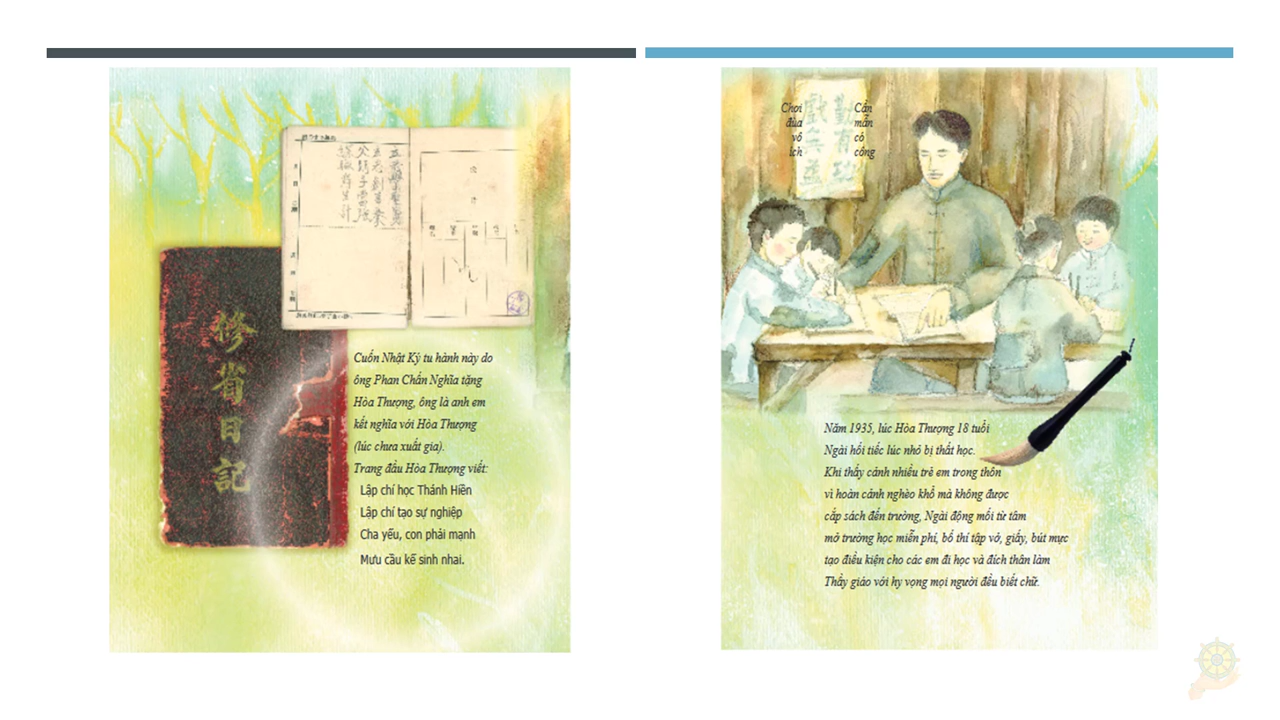 修省日記
Cuốn Nhật Ký tu hành này do
ông Phan Chấn Nghĩa tặng
Hòa Thượng, ông là anh em
kết nghĩa với Hòa Thượng
(lúc chưa xuất gia).
Trang đầu Hòa Thượng viết:
Lập chí học Thánh Hiền
Lập chí tạo sự nghiệp
Cha yếu, con phải mạnh
Mưu cầu kế sinh nhai.
勤有功
戲無益
Chơi
đùa
vô
ích
Cần
mẫn
có
công
Năm 1935, lúc Hòa Thượng 18 tuổi
Ngài hối tiếc lúc nhỏ bị thất học.
Khi thấy cảnh nhiều trẻ em trong thôn
vì hoàn cảnh nghèo khổ mà không được
cắp sách đến trường, Ngài động mối từ tâm
mở trường học miễn phí, bố thí tập vở, giấy, bút mực
tạo điều kiện cho các em đi học và đích thân làm
Thầy giáo với hy vọng mọi người đều biết chữ.